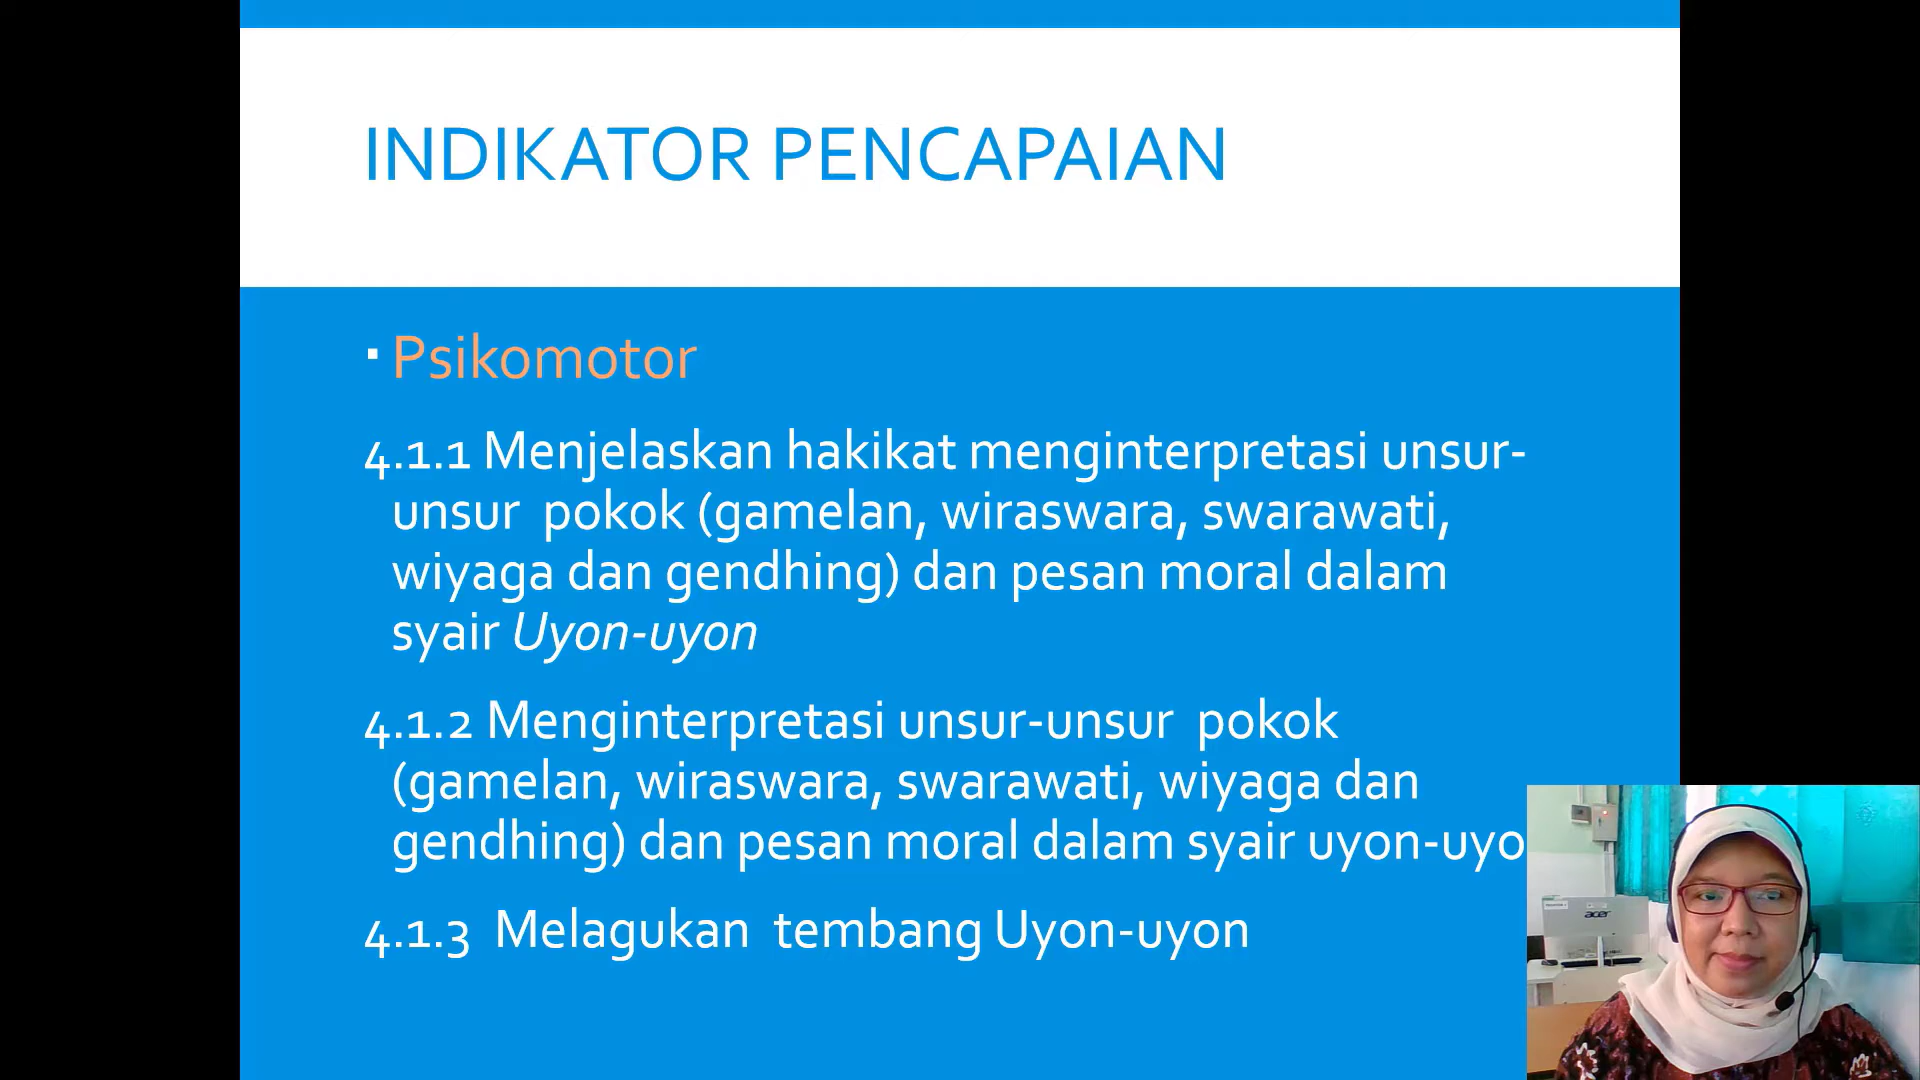 INDIKATOR PENCAPAIAN
▪ Psikomotor
4.1.1 Menjelaskan hakikat menginterpretasi unsur-
unsur pokok (gamelan, wiraswara, swarawati,
wiyaga dan gendhing) dan pesan moral dalam
syair Uyon-uyon
4.1.2 Menginterpretasi unsur-unsur pokok
(gamelan, wiraswara, swarawati, wiyaga dan
gendhing) dan pesan moral dalam syair uyon-uyo
4.1.3 Melagukan tembang Uyon-uyon
acer